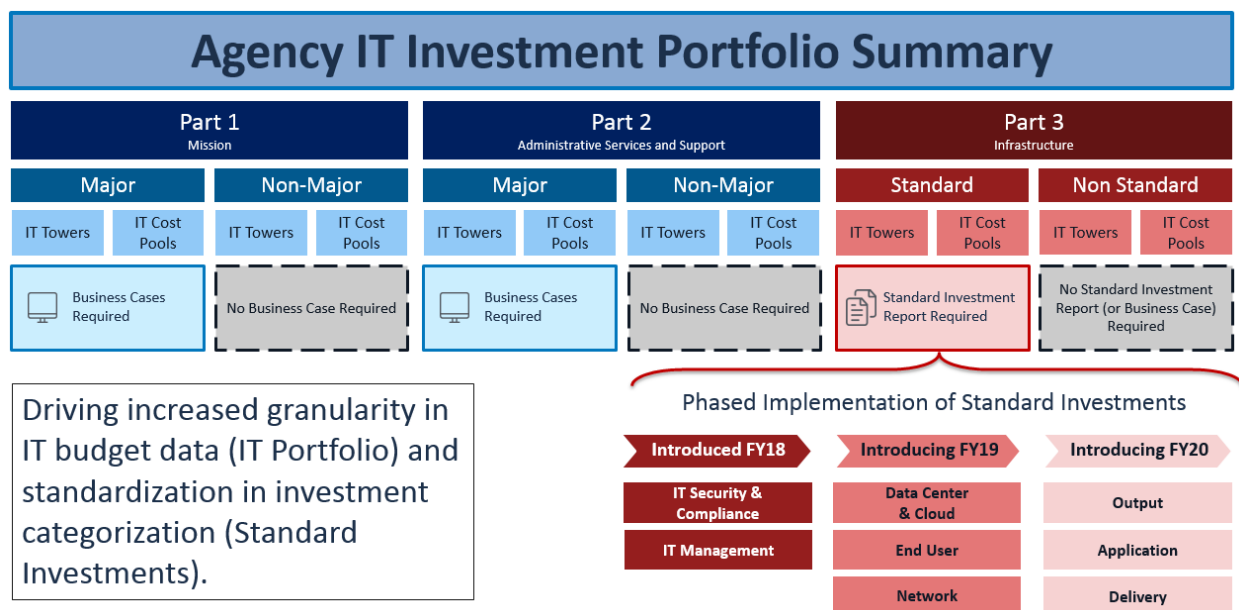 Agency IT Investment Portfolio Summary
Part 1
Mission
Part 2
Administrative Services and Support
Part 3
Infrastructure
Major
Non-Major
Major
Non-Major
Standard
Non Standard
IT Towers
IT Cost
Pools
IT Towers
IT Cost
Pools
IT Towers
IT Cost
Pools
IT Towers
IT Cost
Pools
IT Towers
IT Cost
Pools
IT Towers
IT Cost
Pools
Business Cases
Required
No Business Case Required
Business Cases
Required
No Business Case Required
Standard Investment
Report Required
No Standard Investment
Report (or Business Case)
Required
Driving increased granularity in
IT budget data (IT Portfolio) and
standardization in investment
categorization (Standard
Investments).
Phased Implementation of Standard Investments
Introduced FY18
IT Security &
Compliance
IT Management
Introducing FY19
Data Center
& Cloud
End User
Network
Introducing FY20
Output
Application
Delivery